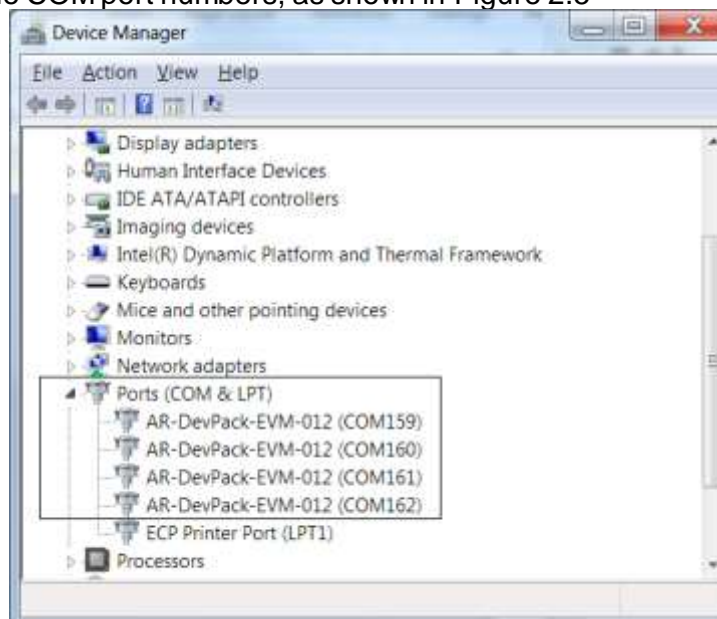 COM port numbers, as shown in Figure 2.
Device Manager
File Action View Help
Display adapters
Human Interface Devices
IDE ATA/ATAPI controllers
Imaging devices
Intel(R) Dynamic Platform and Thermal Framework
Keyboards
Mice and other pointing devices
Monitors
Network adapters
Ports (COM & LPT)
AR-DevPack-EVM-012 (COM159)
AR-DevPack-EVM-012 (COM160)
AR-DevPack-EVM-012 (COM161)
AR-DevPack-EVM-012 (COM162)
ECP Printer Port (LPT1)
Processors